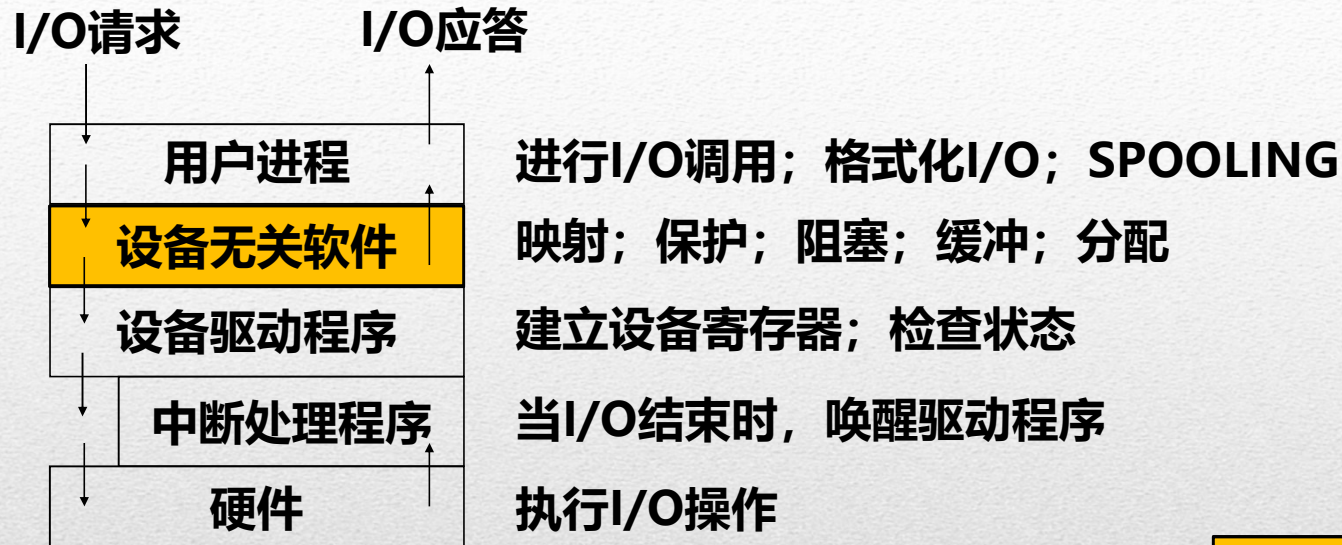 I/O请求 I/O应答
用户进程 进行I/O调用；格式化I/O；SPOOLING
设备无关软件 映射；保护；阻塞；缓冲；分配
设备驱动程序 建立设备寄存器；检查状态
中断处理程序 当I/O结束时，唤醒驱动程序
硬件 执行I/O操作